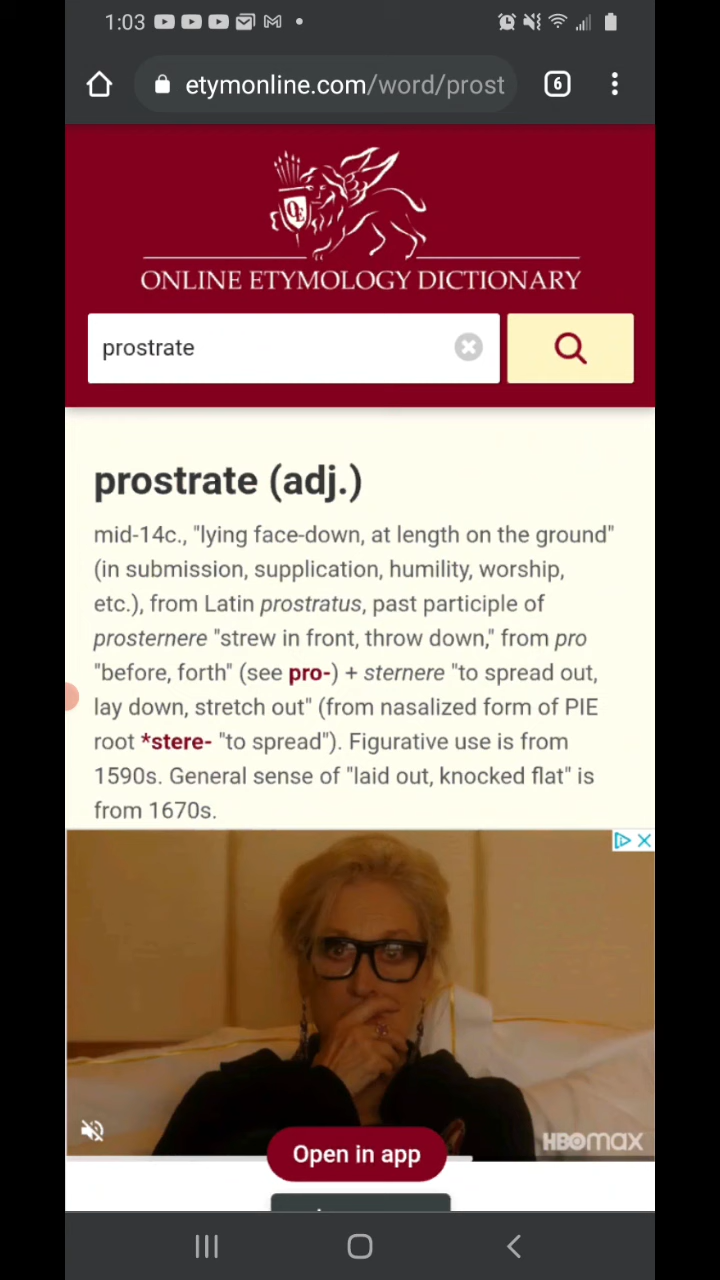 1:03
6
etymonline.com/word/prost
OE
ONLINE ETYMOLOGY DICTIONARY
prostrate
prostrate (adj.)
mid-14c., "lying face-down, at length on the ground"
(in submission, supplication, humility, worship,
etc.), from Latin prostratus, past participle of
prosternere "strew in front, throw down," from pro
"before, forth" (see pro-) + sternere "to spread out,
lay down, stretch out" (from nasalized form of PIE
root *stere- "to spread"). Figurative use is from
1590s. General sense of "laid out, knocked flat" is
from 1670s.
HBOmax
Open in app